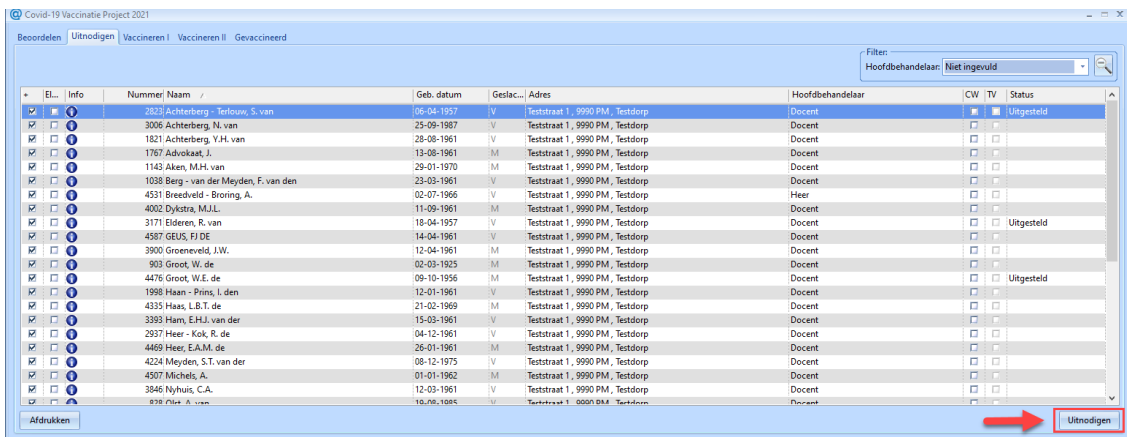 Covid-19 Vaccinatie Project 2021
Beoordelen Uitnodigen Vaccineren I Vaccineren II Gevaccineerd
Filter:
Hoofdbehandelaar: Niet ingevuld
+ El... Info Nummer Naam / Geb. datum Geslac... Adres Hoofdbehandelaar CW TV Status
2823 Achterberg - Terlouw, S. van 06-04-1957 V Teststraat 1 , 9990 PM , Testdorp Docent Uitgesteld
3006 Achterberg, N. van 25-09-1987 V Teststraat 1 , 9990 PM , Testdorp Docent
1821 Achterberg, Y.H. van 28-08-1961 V Teststraat 1 , 9990 PM , Testdorp Docent
1767 Advokaat, J. 13-08-1961 M Teststraat 1 , 9990 PM , Testdorp Docent
1143 Aken, M.H. van 29-01-1970 M Teststraat 1 , 9990 PM , Testdorp Docent
1038 Berg - van der Meyden, F. van den 23-03-1961 V Teststraat 1 , 9990 PM , Testdorp Docent
4531 Breedveld - Broring, A. 02-07-1966 V Teststraat 1 , 9990 PM , Testdorp Heer
4002 Dykstra, M.J.L. 11-09-1961 M Teststraat 1 , 9990 PM , Testdorp Docent
3171 Elderen, R. van 18-04-1957 V Teststraat 1 , 9990 PM , Testdorp Docent Uitgesteld
4587 GEUS, FJ DE 14-04-1961 V Teststraat 1 , 9990 PM , Testdorp Docent
3900 Groeneveld, J.W. 12-04-1961 M Teststraat 1 , 9990 PM , Testdorp Docent
903 Groot, W. de 02-03-1925 M Teststraat 1 , 9990 PM , Testdorp Docent
4476 Groot, W.E. de 09-10-1956 M Teststraat 1 , 9990 PM , Testdorp Docent Uitgesteld
1998 Haan - Prins, I. den 12-01-1961 V Teststraat 1 , 9990 PM , Testdorp Docent
4335 Haas, L.B.T. de 21-02-1969 M Teststraat 1 , 9990 PM , Testdorp Docent
3393 Ham, E.H.J. van der 15-03-1961 V Teststraat 1 , 9990 PM , Testdorp Docent
2937 Heer - Kok, R. de 04-12-1961 V Teststraat 1 , 9990 PM , Testdorp Docent
4469 Heer, E.A.M. de 26-01-1961 M Teststraat 1 , 9990 PM , Testdorp Docent
4224 Meyden, S.T. van der 08-12-1975 V Teststraat 1 , 9990 PM , Testdorp Docent
4507 Michels, A. 01-01-1962 M Teststraat 1 , 9990 PM , Testdorp Docent
3846 Nyhuis, C.A. 12-03-1961 V Teststraat 1 , 9990 PM , Testdorp Docent
828 Olst, A. van 19-08-1985 V Teststraat 1 , 9990 PM , Testdorp Docent
Afdrukken Uitnodigen